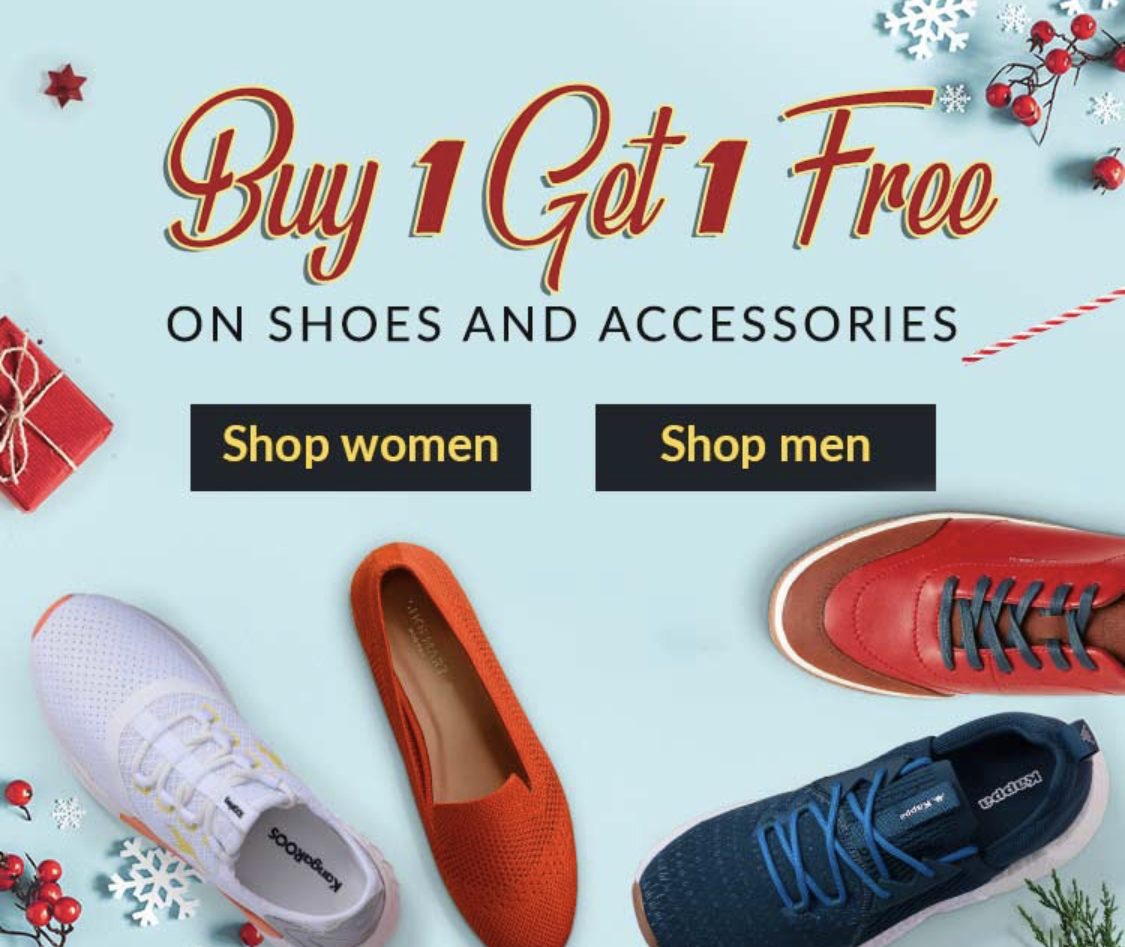 Buy 1 Get 1 Free
ON SHOES AND ACCESSORIES
Shop women
Shop men
KangaROOS
Kappa
Kappa